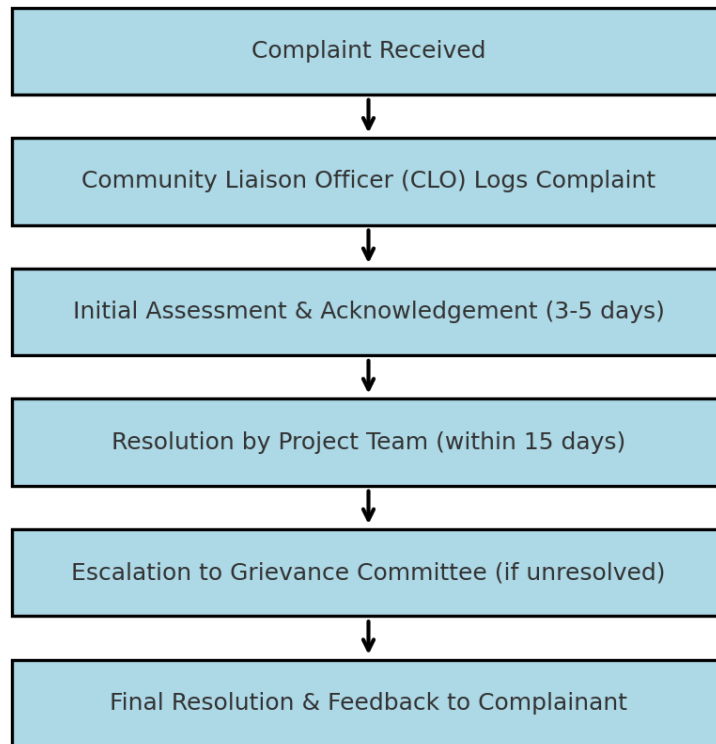 Complaint Received
Community Liaison Officer (CLO) Logs Complaint
Initial Assessment & Acknowledgement (3-5 days)
Resolution by Project Team (within 15 days)
Escalation to Grievance Committee (if unresolved)
Final Resolution & Feedback to Complainant